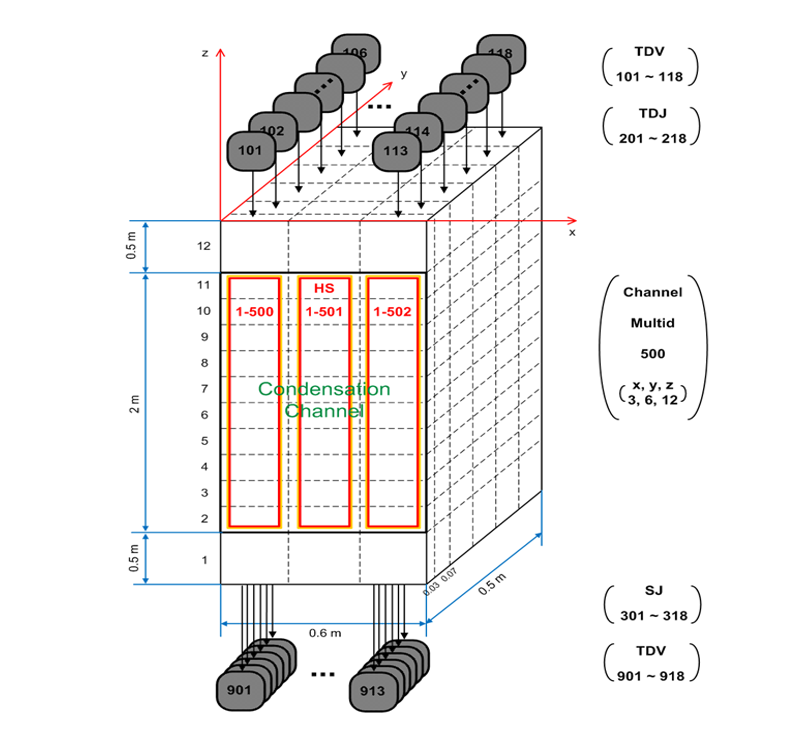 z
106
118
y
...
...
...
102
114
101
113
x
TDV
101 ~ 118
TDJ
201 ~ 218
0.5 m
12
11
HS
10
1-500
1-501
1-502
9
8
7
Condensation
6
Channel
5
4
3
2
2 m
Channel
Multid
500
x, y, z
3, 6, 12
0.5 m
1
0.03
0.07
0.5 m
0.6 m
901
...
913
SJ
301 ~ 318
TDV
901 ~ 918